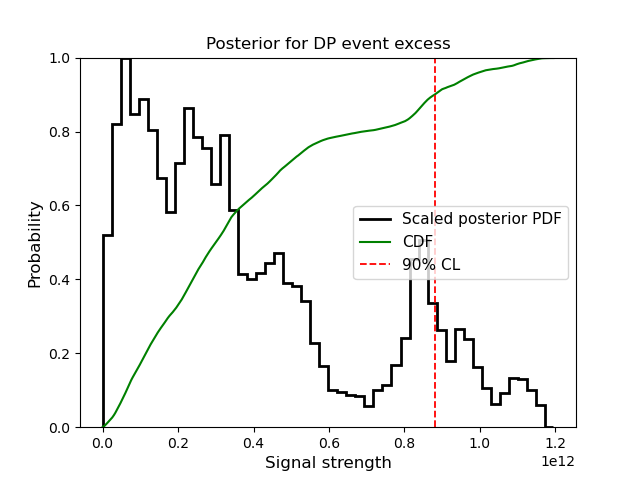 Posterior for DP event excess
Probability
1.0
0.8
0.6
0.4
0.2
0.0
Scaled posterior PDF
CDF
90% CL
0.0 0.2 0.4 0.6 0.8 1.0 1.2
1e12
Signal strength